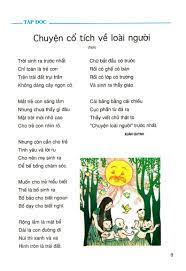 TẬP ĐỌC
Chuyện cổ tích về loài người
Trời sinh ra trước nhất
Chỉ toàn là trẻ con
Trên trái đất trụi trần
Không dáng cây ngọn cỏ.
Mắt trẻ con sáng lắm
Nhưng chưa thấy gì đâu!
Mặt trời mới nhô cao
Cho trẻ con nhìn rõ.
Nhưng còn cần cho trẻ
Tình yêu và lời ru
Cho nên mẹ sinh ra
Để bế bồng chăm sóc.
Muốn cho trẻ hiểu biết
Thế là bố sinh ra
Bố bảo cho biết ngoan
Bố dạy cho biết nghĩ.
Rộng lắm là mặt bể
Dài là con đường đi
Núi thì xanh và xa
Hình tròn là trái đất.
Chữ bắt đầu có trước
Rồi có ghế có bàn
Rồi có lớp có trường
Và sinh ra thầy giáo
Cái bảng bằng cái chiếu
Cục phấn từ đá ra
Thầy viết chữ thật to
"Chuyện loài người" trước nhất.
XUÂN QUỲNH
9